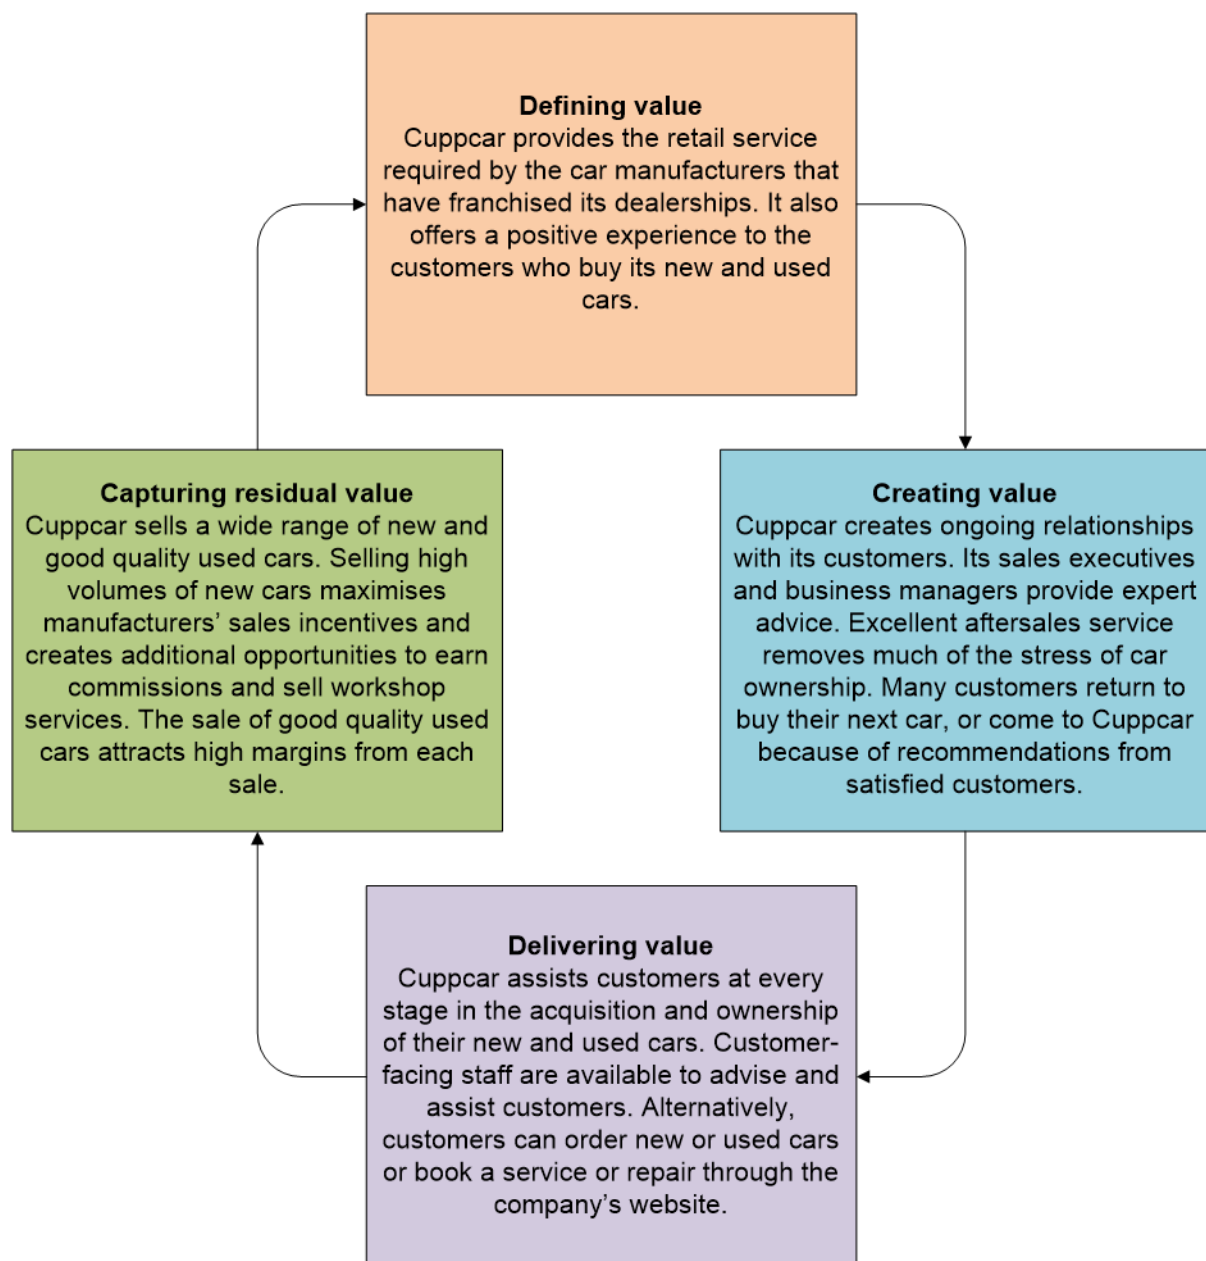 Defining value
Cuppcar provides the retail service
required by the car manufacturers that
have franchised its dealerships. It also
offers a positive experience to the
customers who buy its new and used
cars.
Capturing residual value
Cuppcar sells a wide range of new and
good quality used cars. Selling high
volumes of new cars maximises
manufacturers’ sales incentives and
creates additional opportunities to earn
commissions and sell workshop
services. The sale of good quality used
cars attracts high margins from each
sale.
Creating value
Cuppcar creates ongoing relationships
with its customers. Its sales executives
and business managers provide expert
advice. Excellent aftersales service
removes much of the stress of car
ownership. Many customers return to
buy their next car, or come to Cuppcar
because of recommendations from
satisfied customers.
Delivering value
Cuppcar assists customers at every
stage in the acquisition and ownership
of their new and used cars. Customer-
facing staff are available to advise and
assist customers. Alternatively,
customers can order new or used cars
or book a service or repair through the
company’s website.